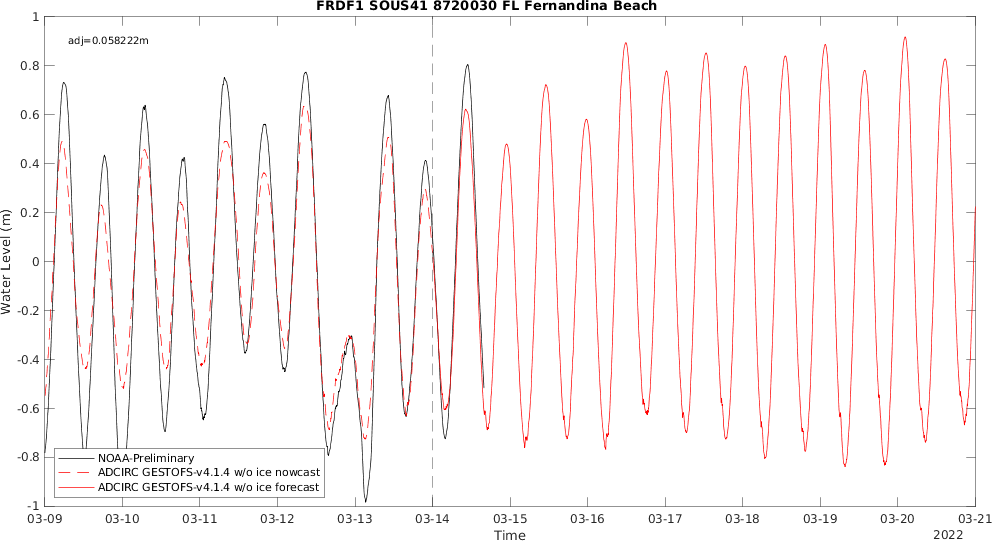 FRDF1 SOUS41 8720030 FL Fernandina Beach
adj=0.058222m
1
0.8
0.6
0.4
0.2
0
-0.2
-0.4
-0.6
-0.8
-1
Water Level (m)
NOAA-Preliminary
ADCIRC GESTOFS-v4.1.4 w/o ice nowcast
ADCIRC GESTOFS-v4.1.4 w/o ice forecast
03-09 03-10 03-11 03-12 03-13 03-14 03-15 03-16 03-17 03-18 03-19 03-20 03-21
Time
2022